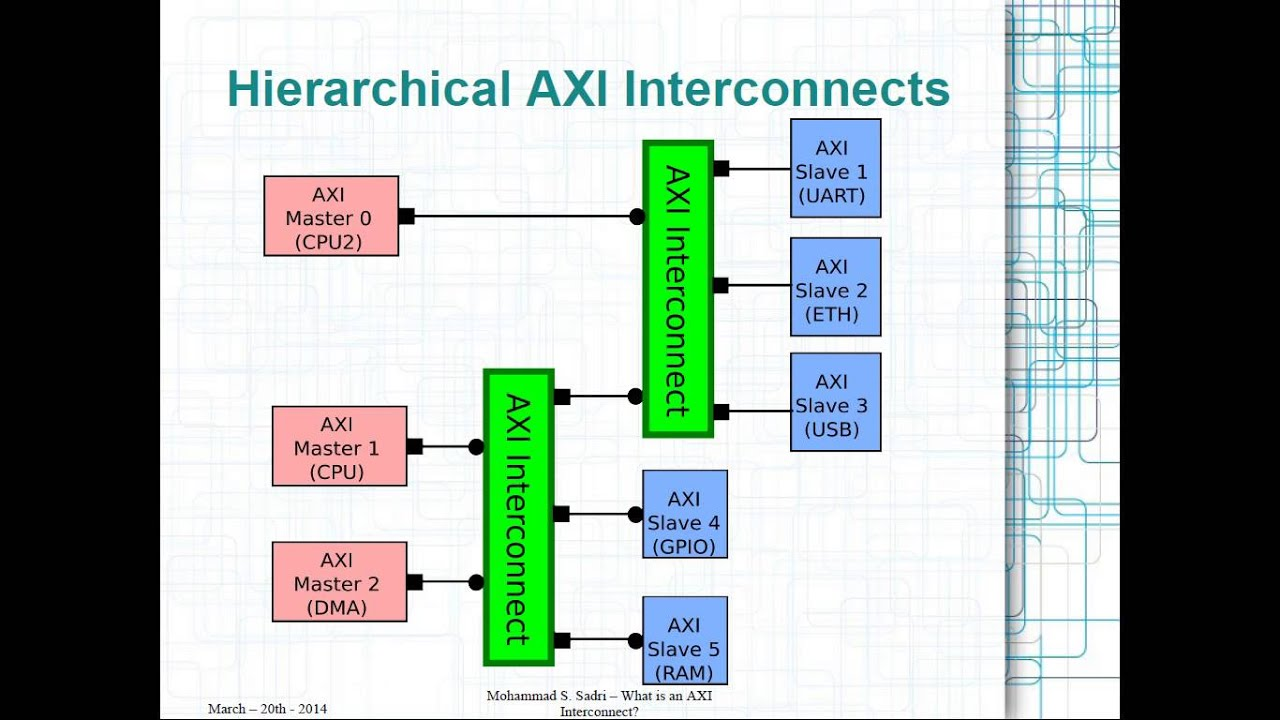 Hierarchical AXI Interconnects
AXI
Master 0
(CPU2)
AXI Interconnect
AXI
Slave 1
(UART)
AXI
Slave 2
(ETH)
AXI
Slave 3
(USB)
AXI
Master 1
(CPU)
AXI
Master 2
(DMA)
AXI Interconnect
AXI
Slave 4
(GPIO)
AXI
Slave 5
(RAM)
March – 20th - 2014
Mohammad S. Sadri – What is an AXI
Interconnect?